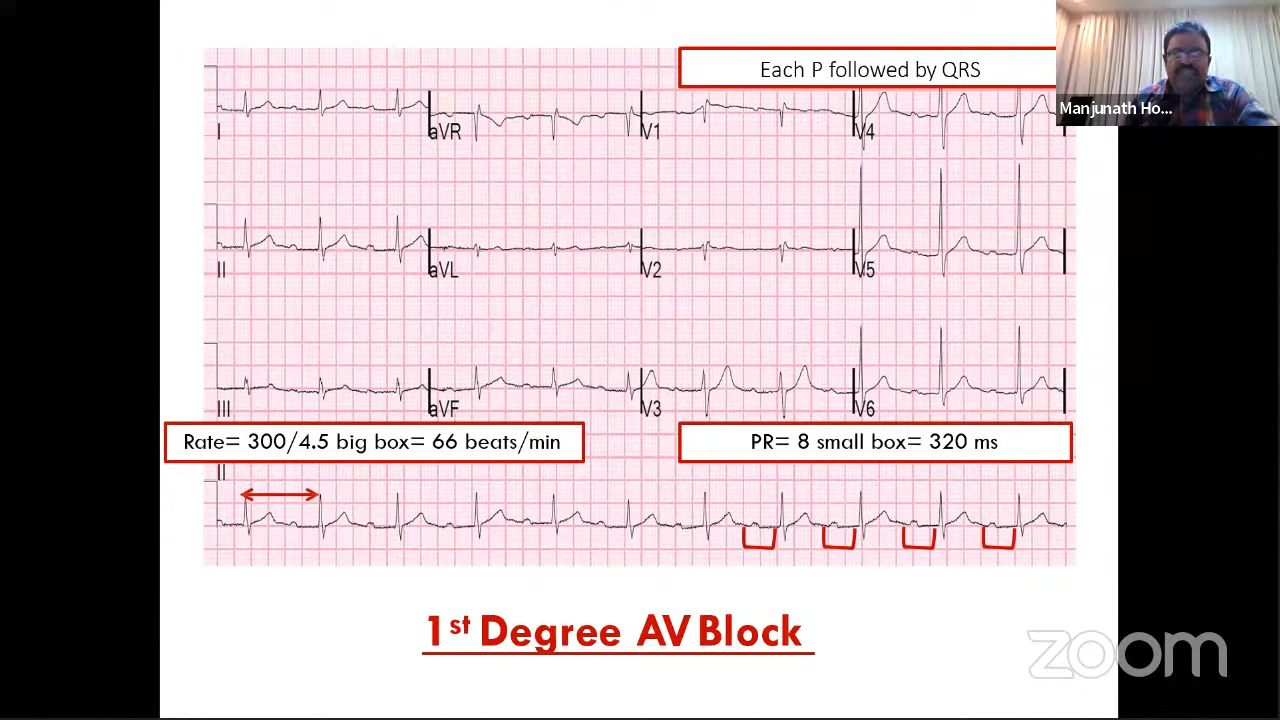 Each P followed by QRS
Manjunath Ho...
I
aVR
V1
V4
II
aVL
V2
V5
III
aVF
V3
V6
Rate= 300/4.5 big box= 66 beats/min
PR= 8 small box= 320 ms
II
1st Degree AV Block
zoom